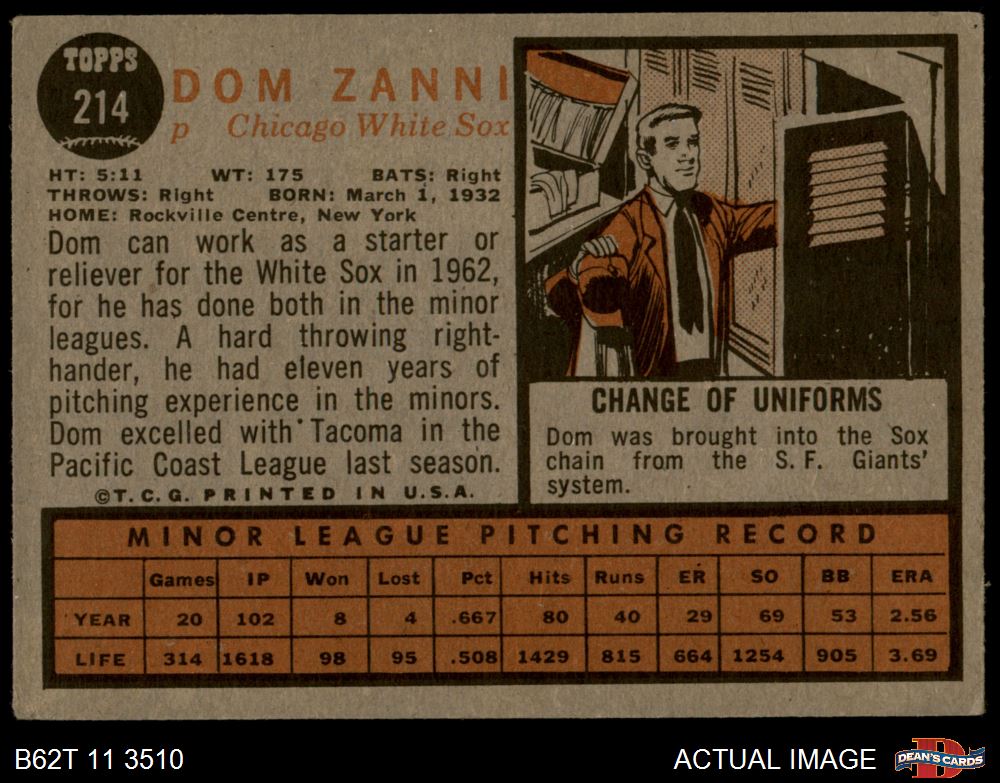 TOPPS
214
DOM ZANNI
p Chicago White Sox
HT: 5:11 WT: 175 BATS: Right
THROWS: Right BORN: March 1, 1932
HOME: Rockville Centre, New York
Dom can work as a starter or
reliever for the White Sox in 1962,
for he has done both in the minor
leagues. A hard throwing right-
hander, he had eleven years of
pitching experience in the minors.
Dom excelled with Tacoma in the
Pacific Coast League last season.
©T.C.G. PRINTED IN U.S.A.
CHANGE OF UNIFORMS
Dom was brought into the Sox
chain from the S. F. Giants'
system.
MINOR LEAGUE PITCHING RECORD
Games IP Won Lost Pct Hits Runs ER SO BB ERA
YEAR 20 102 8 4 .667 80 40 29 69 53 2.56
LIFE 314 1618 98 95 .508 1429 815 664 1254 905 3.69
B62T 11 3510
ACTUAL IMAGE
D
DEAN'S CARDS